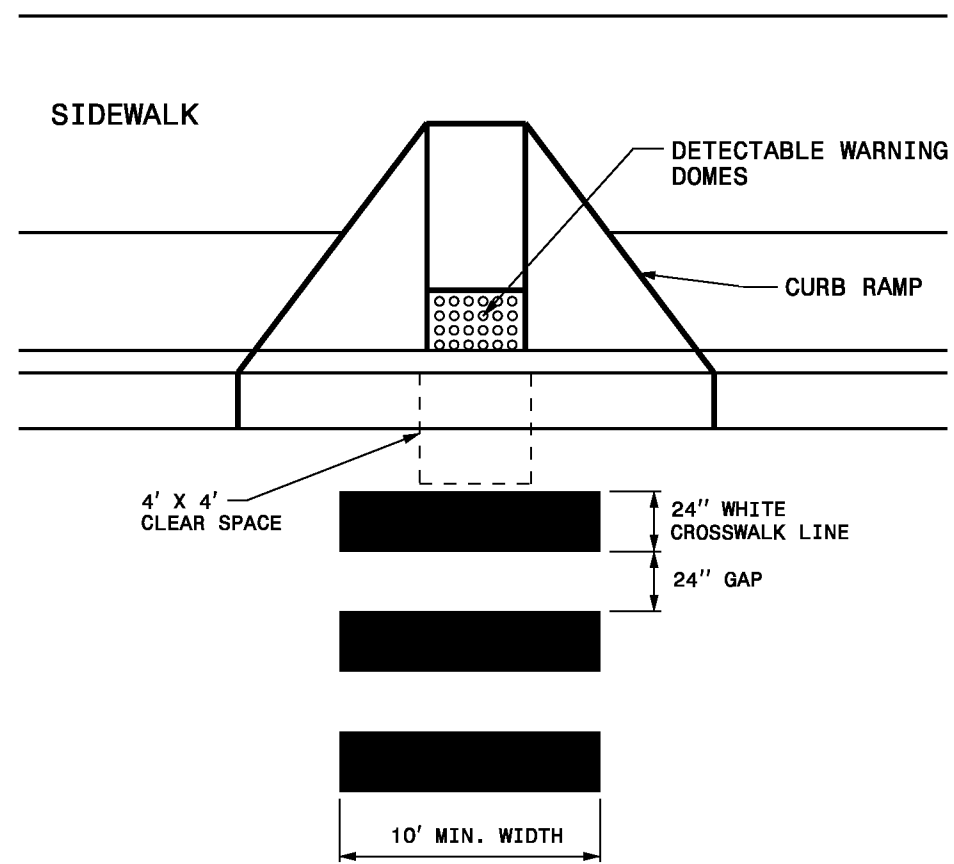 SIDEWALK
DETECTABLE WARNING
DOMES
CURB RAMP
4' X 4'
CLEAR SPACE
24" WHITE
CROSSWALK LINE
24" GAP
10' MIN. WIDTH